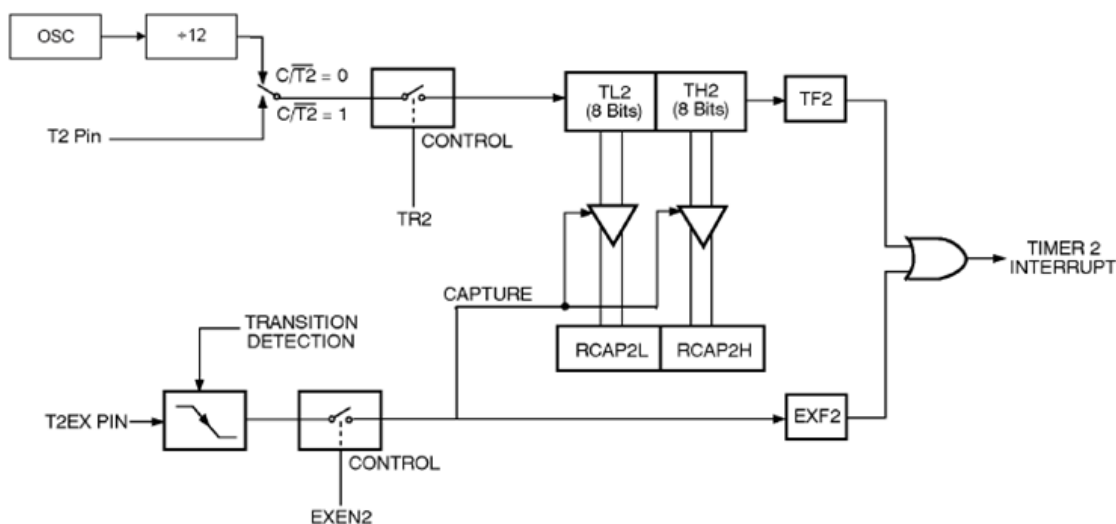 OSC
÷12
C/T2̅ = 0
C/T2̅ = 1
T2 Pin
CONTROL
TR2
TL2
(8 Bits)
TH2
(8 Bits)
TF2
TIMER 2
INTERRUPT
CAPTURE
TRANSITION
DETECTION
RCAP2L
RCAP2H
T2EX PIN
CONTROL
EXEN2
EXF2